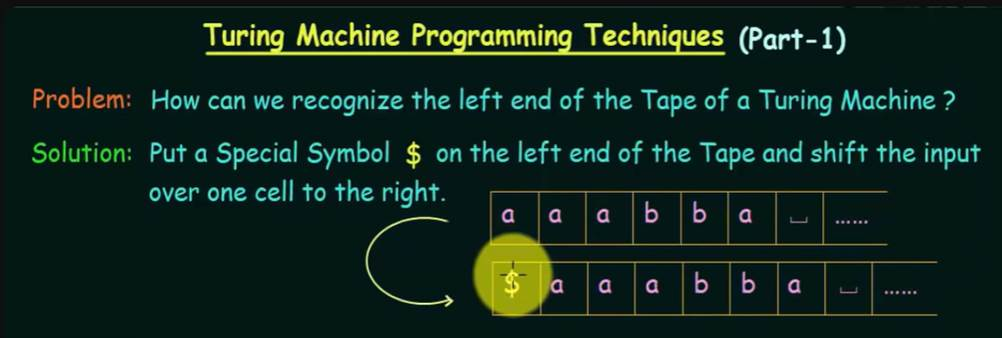 Turing Machine Programming Techniques (Part-1)
Problem: How can we recognize the left end of the Tape of a Turing Machine ?
Solution: Put a Special Symbol $ on the left end of the Tape and shift the input
over one cell to the right.
a a a b b a ⎵ ......
$ a a a b b a ⎵ ......